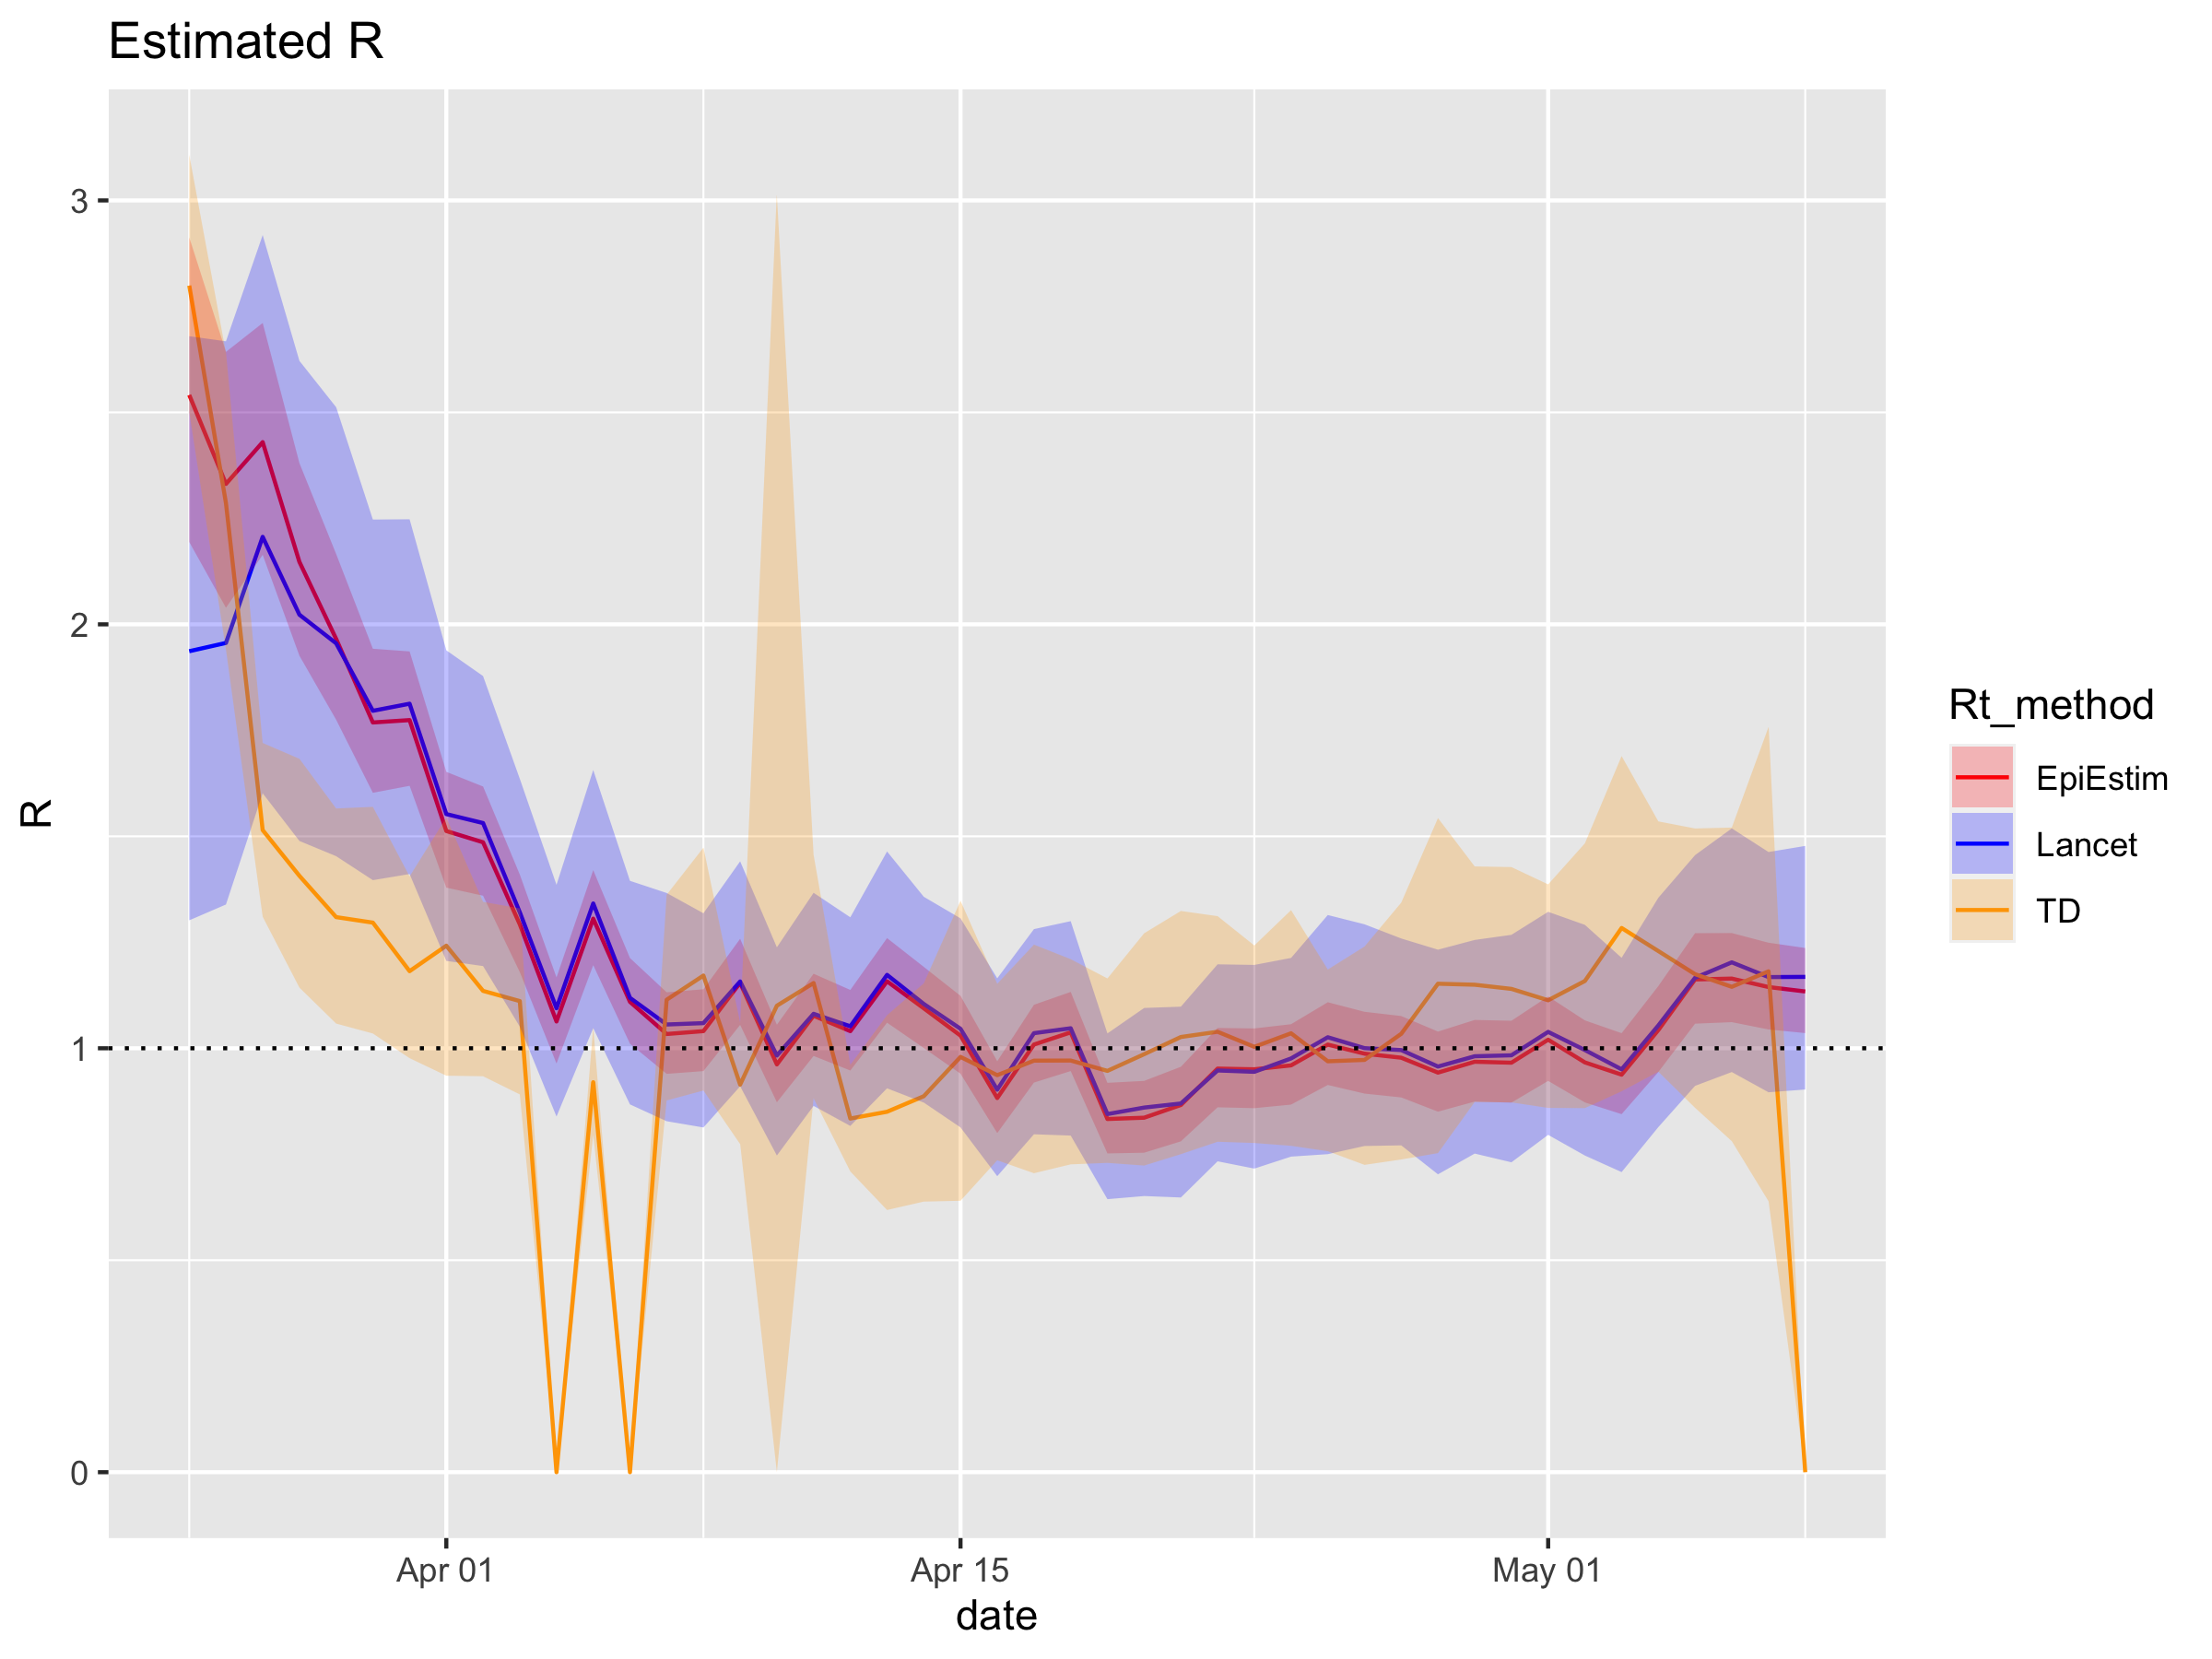 Estimated R
3
2
1
0
R
Apr 01
Apr 15
May 01
date
Rt_method
EpiEstim
Lancet
TD